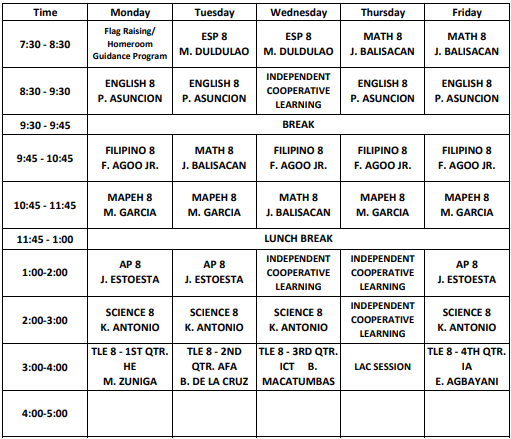 Time Monday Tuesday Wednesday Thursday Friday
7:30 - 8:30
Flag Raising/
Homeroom
Guidance Program
ESP 8
M. DULDULAO
ESP 8
M. DULDULAO
MATH 8
J. BALISACAN
MATH 8
J. BALISACAN
8:30 - 9:30
ENGLISH 8
P. ASUNCION
ENGLISH 8
P. ASUNCION
INDEPENDENT
COOPERATIVE
LEARNING
ENGLISH 8
P. ASUNCION
ENGLISH 8
P. ASUNCION
9:30 - 9:45 BREAK
9:45 - 10:45
FILIPINO 8
F. AGOO JR.
MATH 8
J. BALISACAN
FILIPINO 8
F. AGOO JR.
FILIPINO 8
F. AGOO JR.
FILIPINO 8
F. AGOO JR.
10:45 - 11:45
MAPEH 8
M. GARCIA
MAPEH 8
M. GARCIA
MATH 8
J. BALISACAN
MAPEH 8
M. GARCIA
MAPEH 8
M. GARCIA
11:45 - 1:00 LUNCH BREAK
1:00-2:00
AP 8
J. ESTOESTA
AP 8
J. ESTOESTA
INDEPENDENT
COOPERATIVE
LEARNING
INDEPENDENT
COOPERATIVE
LEARNING
AP 8
J. ESTOESTA
2:00-3:00
SCIENCE 8
K. ANTONIO
SCIENCE 8
K. ANTONIO
SCIENCE 8
K. ANTONIO
INDEPENDENT
COOPERATIVE
LEARNING
SCIENCE 8
K. ANTONIO
3:00-4:00
TLE 8 - 1ST QTR.
HE
M. ZUNIGA
TLE 8 - 2ND
QTR. AFA
B. DE LA CRUZ
TLE 8 - 3RD QTR.
ICT B.
MACATUMBAS
LAC SESSION
TLE 8 - 4TH QTR.
IA
E. AGBAYANI
4:00-5:00